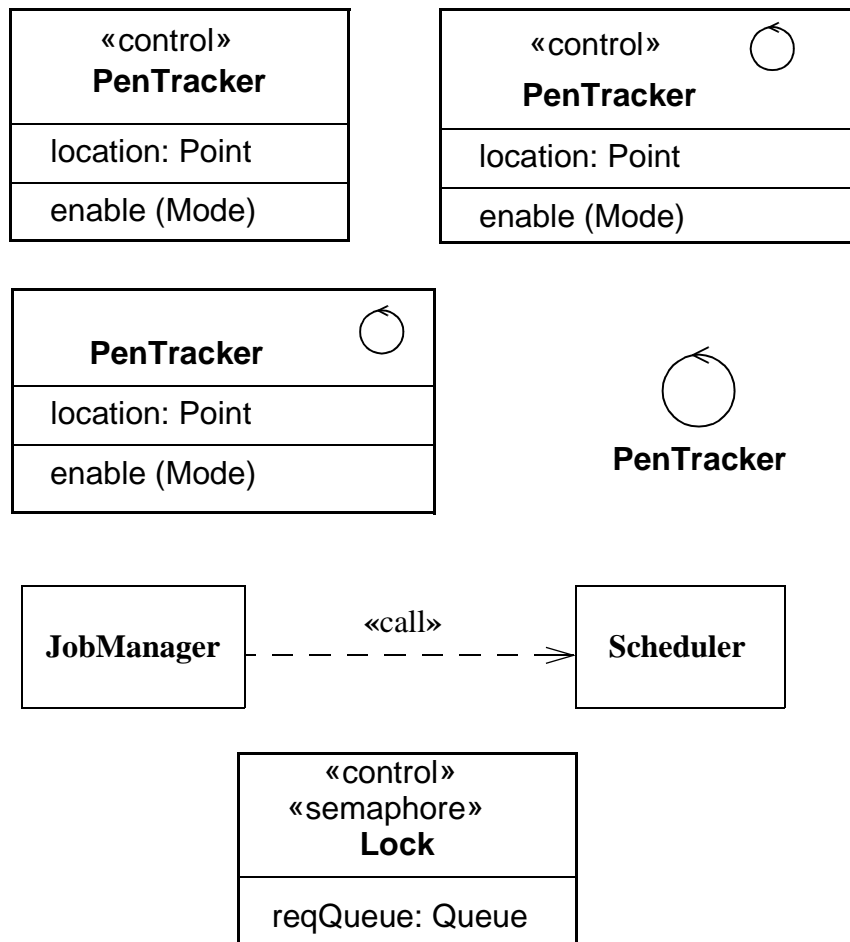 «control»
PenTracker
location: Point
enable (Mode)
«control»
PenTracker
location: Point
enable (Mode)
PenTracker
location: Point
enable (Mode)
PenTracker
JobManager
«call»
Scheduler
«control»
«semaphore»
Lock
reqQueue: Queue